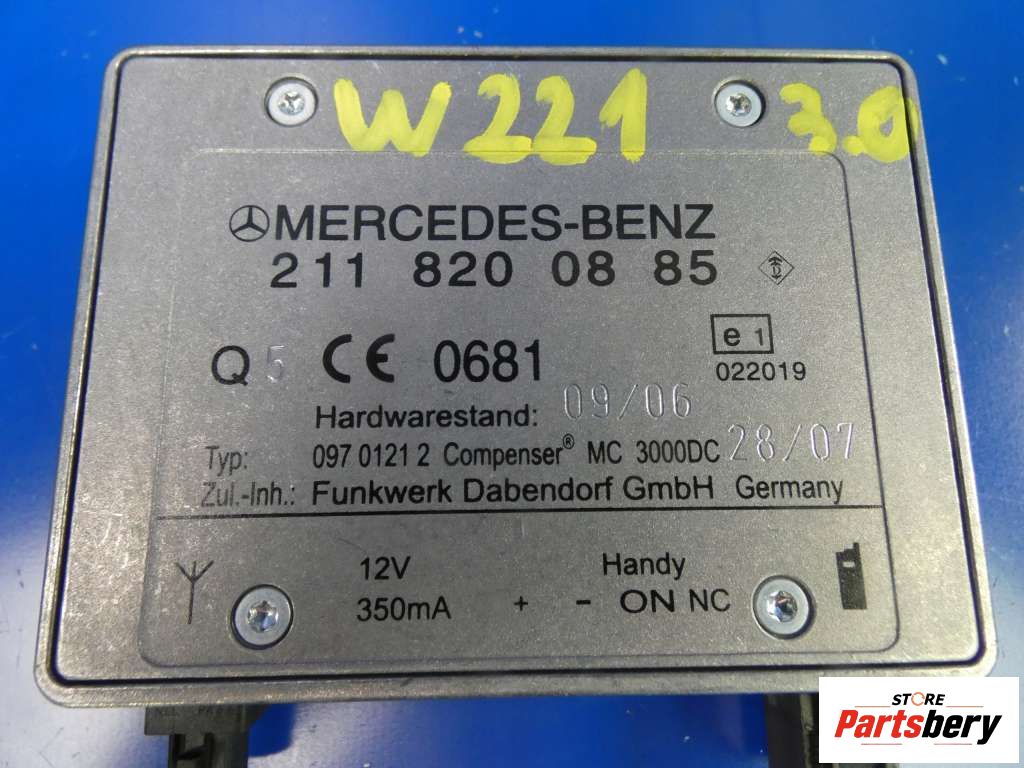 W221 3.0
MERCEDES-BENZ
211 820 08 85
Q 5 CE 0681
e1
022019
Hardwarestand: 09/06
Typ: 097 0121 2 Compenser® MC 3000DC 28/07
Zul.-Inh.: Funkwerk Dabendorf GmbH Germany
12V Handy
350mA + - ON NC
STORE
Partsbery